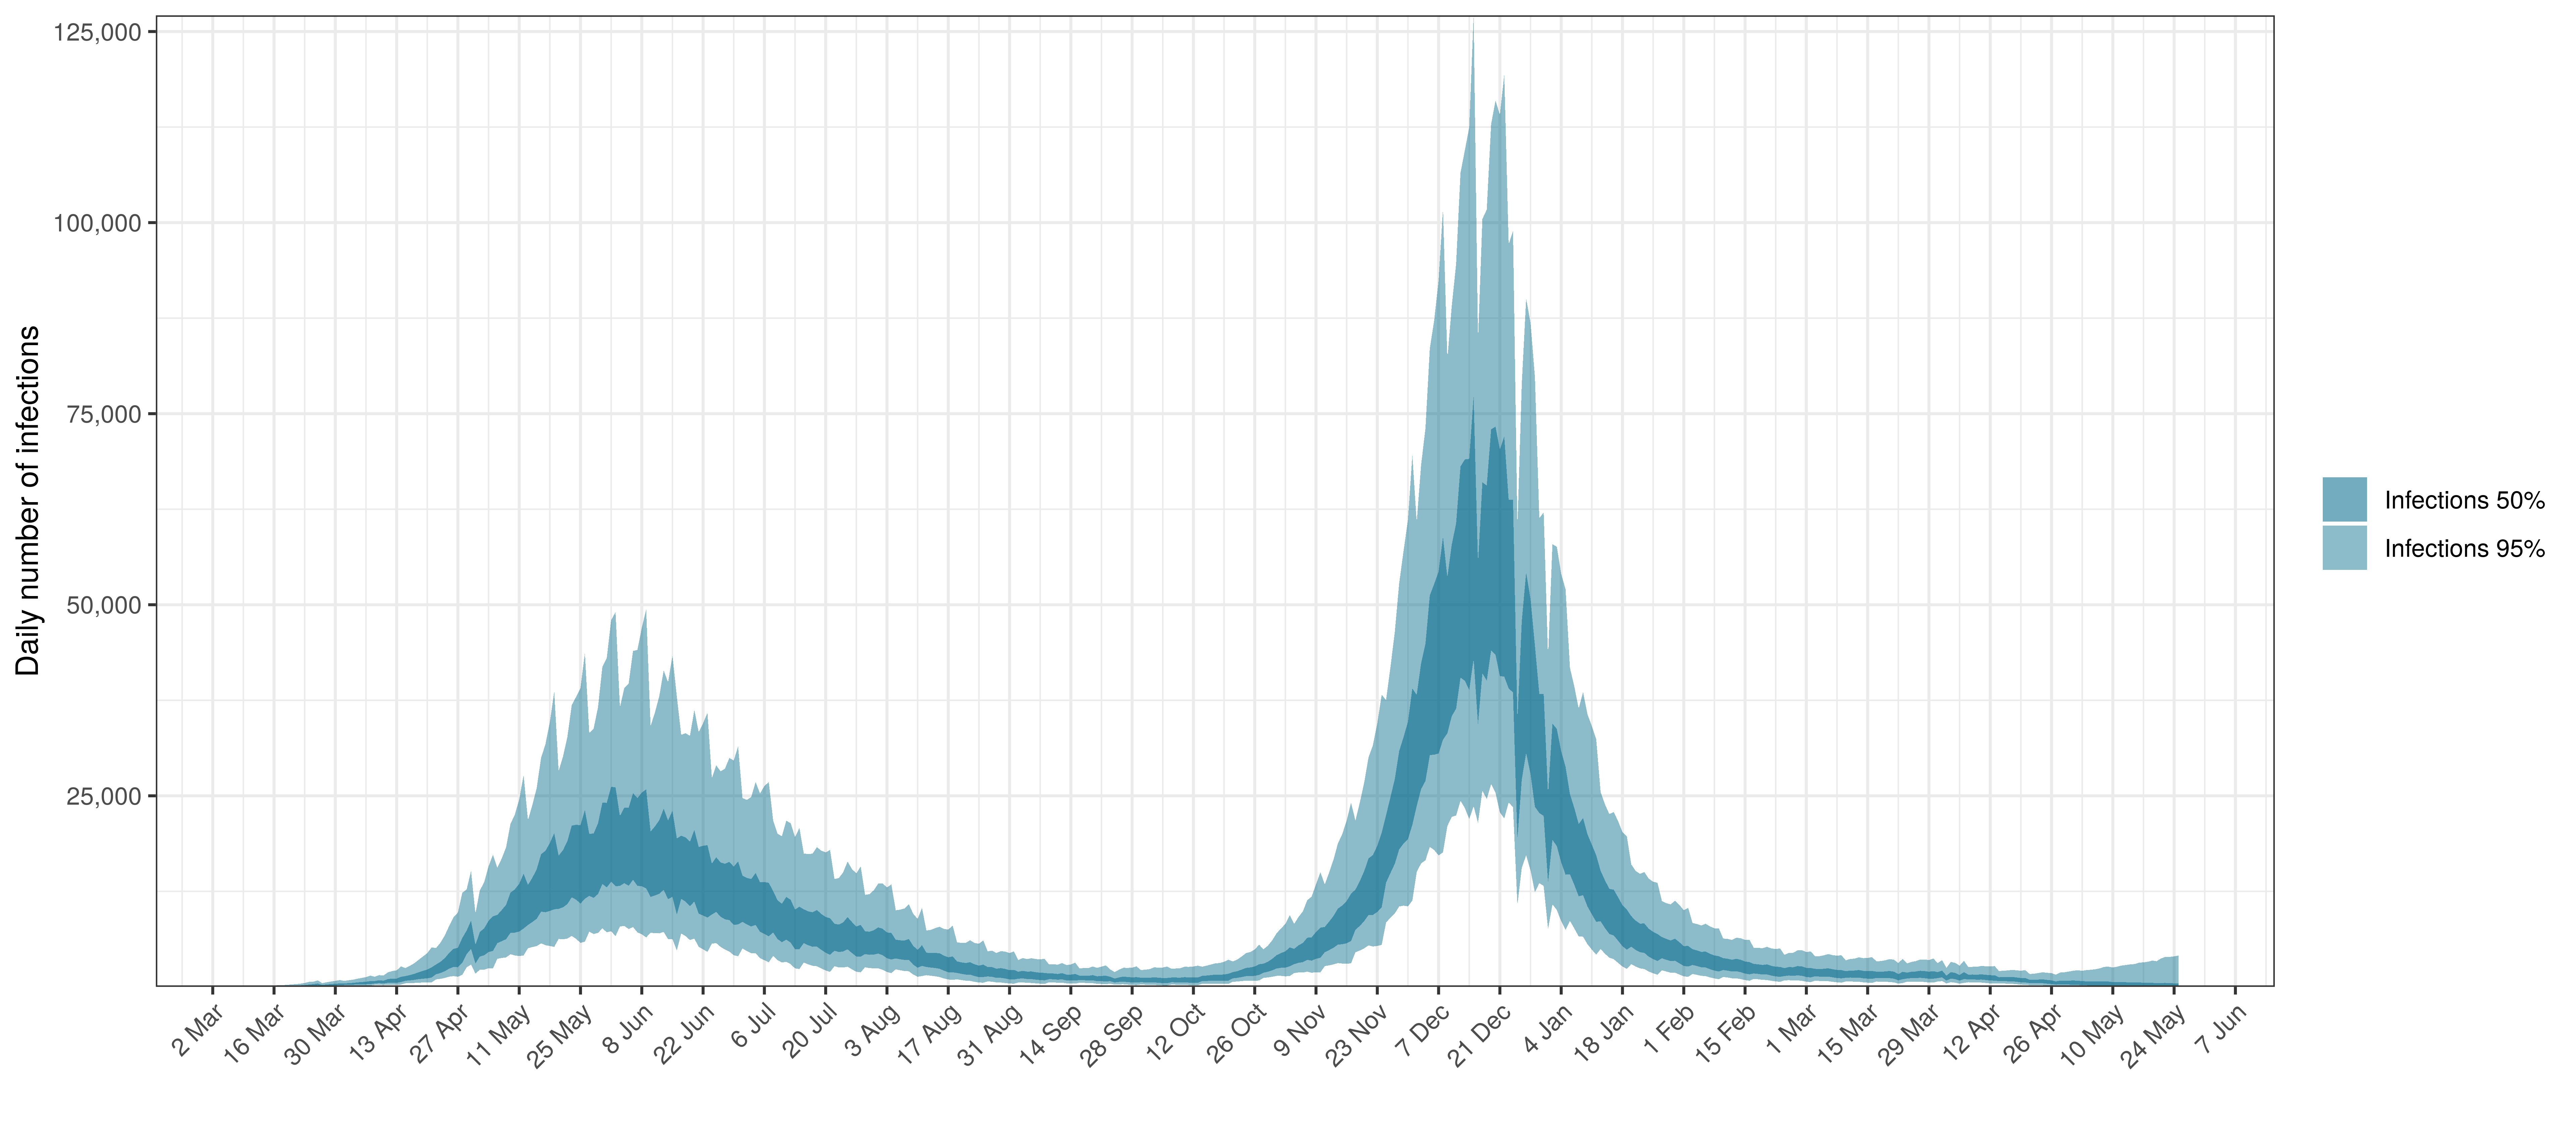 Daily number of infections
125,000
100,000
75,000
50,000
25,000
2 Mar
16 Mar
30 Mar
13 Apr
27 Apr
11 May
25 May
8 Jun
22 Jun
6 Jul
20 Jul
3 Aug
17 Aug
31 Aug
14 Sep
28 Sep
12 Oct
26 Oct
9 Nov
23 Nov
7 Dec
21 Dec
4 Jan
18 Jan
1 Feb
15 Feb
1 Mar
15 Mar
29 Mar
12 Apr
26 Apr
10 May
24 May
7 Jun
Infections 50%
Infections 95%